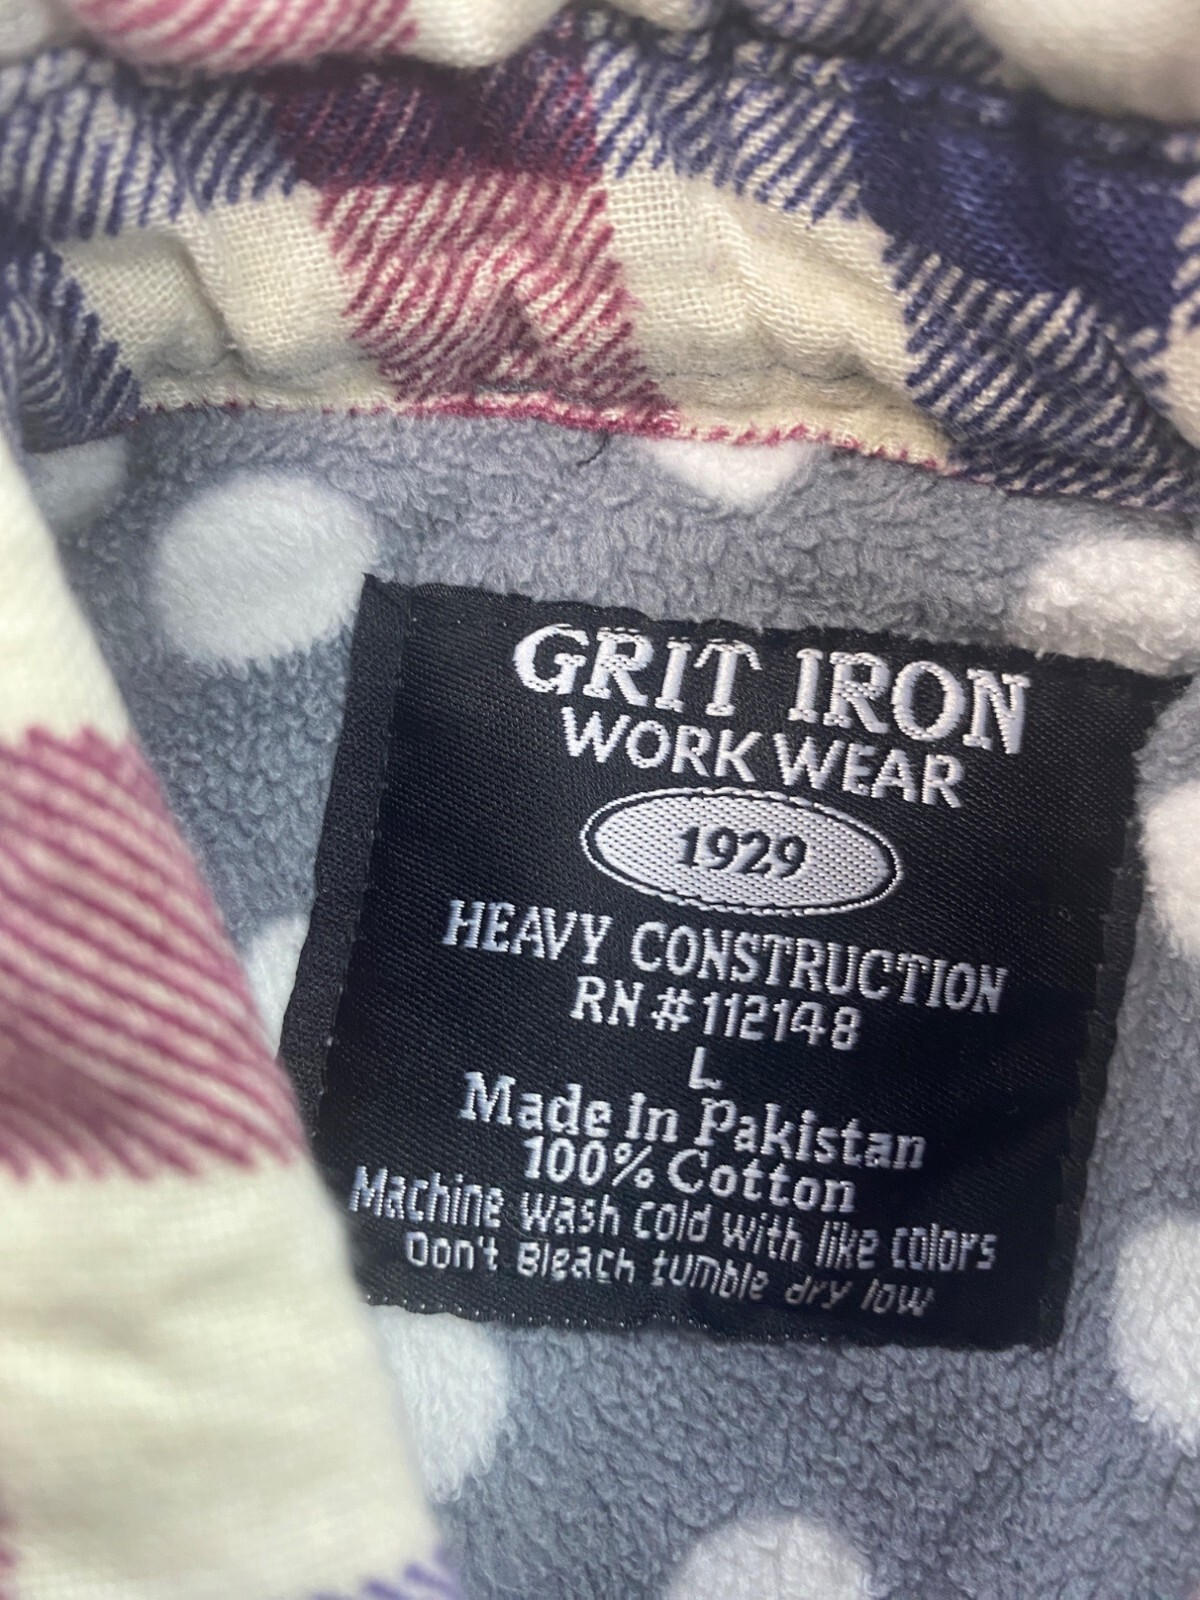 GRIT IRON
WORK WEAR
1929
HEAVY CONSTRUCTION
RN #112148
L
Made in Pakistan
100% Cotton
Machine wash cold with like colors
Don't Bleach tumble dry low